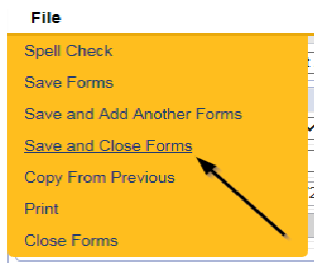 File
Spell Check
Save Forms
Save and Add Another Forms
Save and Close Forms
Copy From Previous
Print
Close Forms